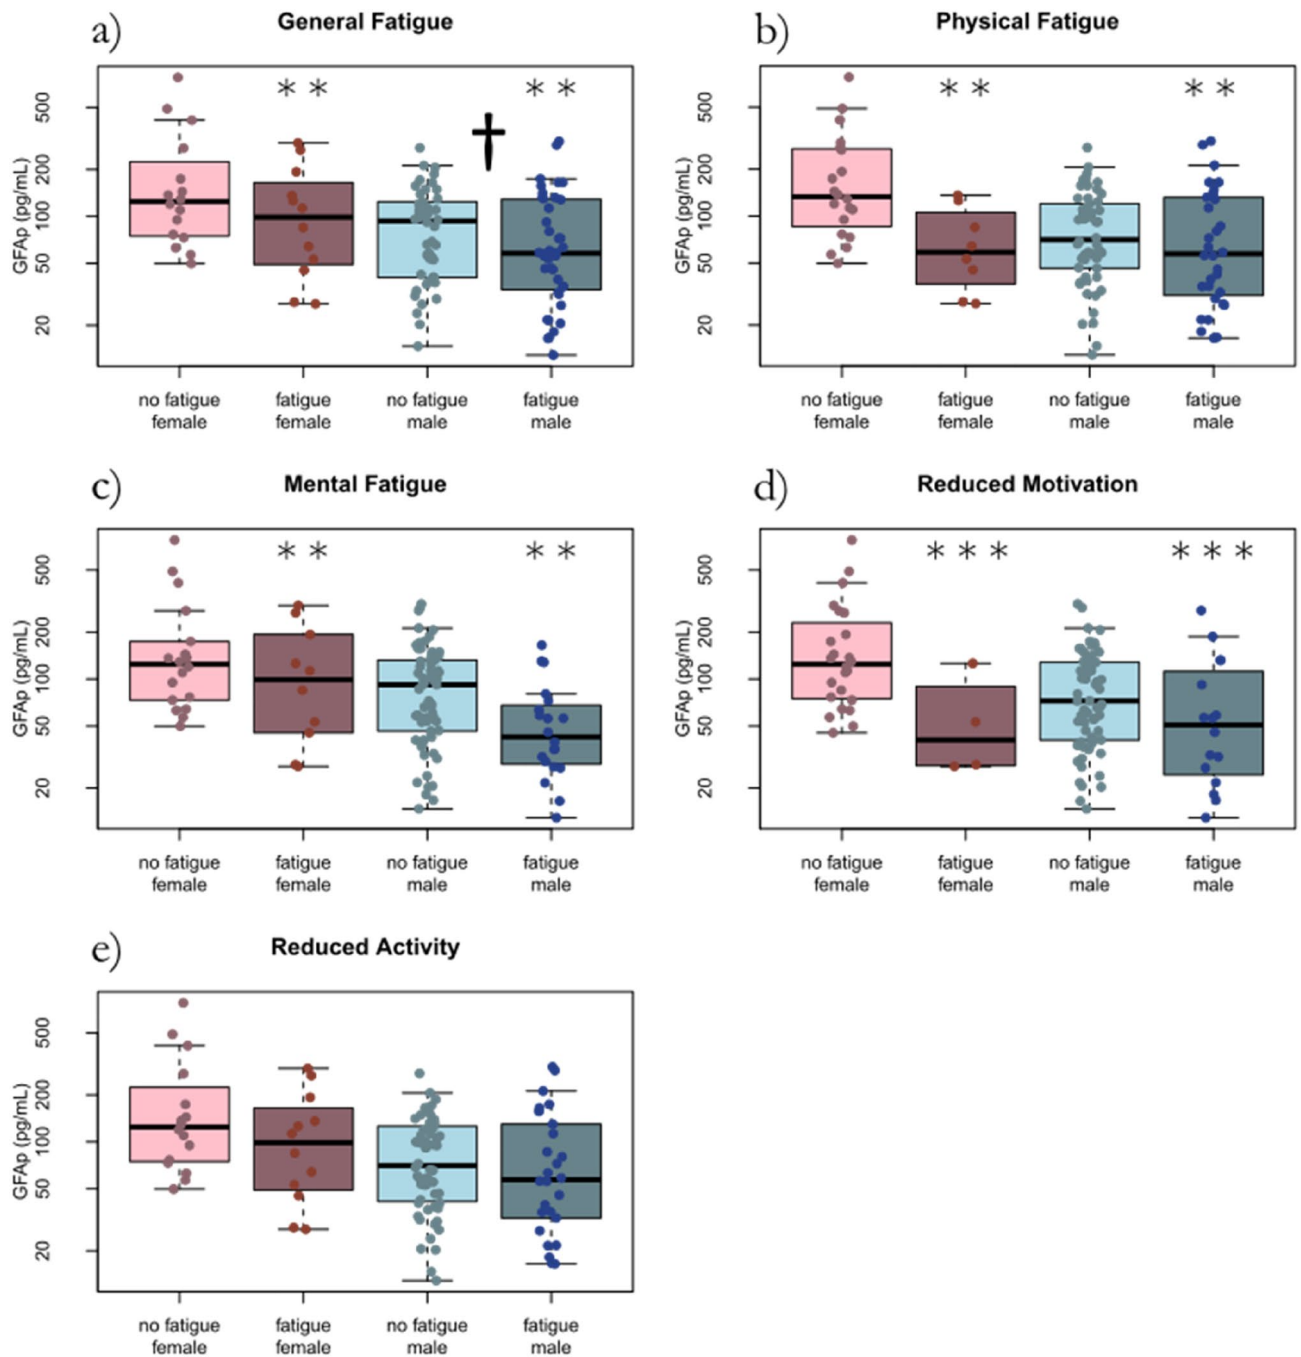 a)
General Fatigue
GFAp (pg/mL)
500
200
100
50
20
* *
†
* *
no fatigue female
fatigue female
no fatigue male
fatigue male
b)
Physical Fatigue
GFAp (pg/mL)
500
200
100
50
20
* *
* *
no fatigue female
fatigue female
no fatigue male
fatigue male
c)
Mental Fatigue
GFAp (pg/mL)
500
200
100
50
20
* *
* *
no fatigue female
fatigue female
no fatigue male
fatigue male
d)
Reduced Motivation
GFAp (pg/mL)
500
200
100
50
20
* * *
* * *
no fatigue female
fatigue female
no fatigue male
fatigue male
e)
Reduced Activity
GFAp (pg/mL)
500
200
100
50
20
no fatigue female
fatigue female
no fatigue male
fatigue male